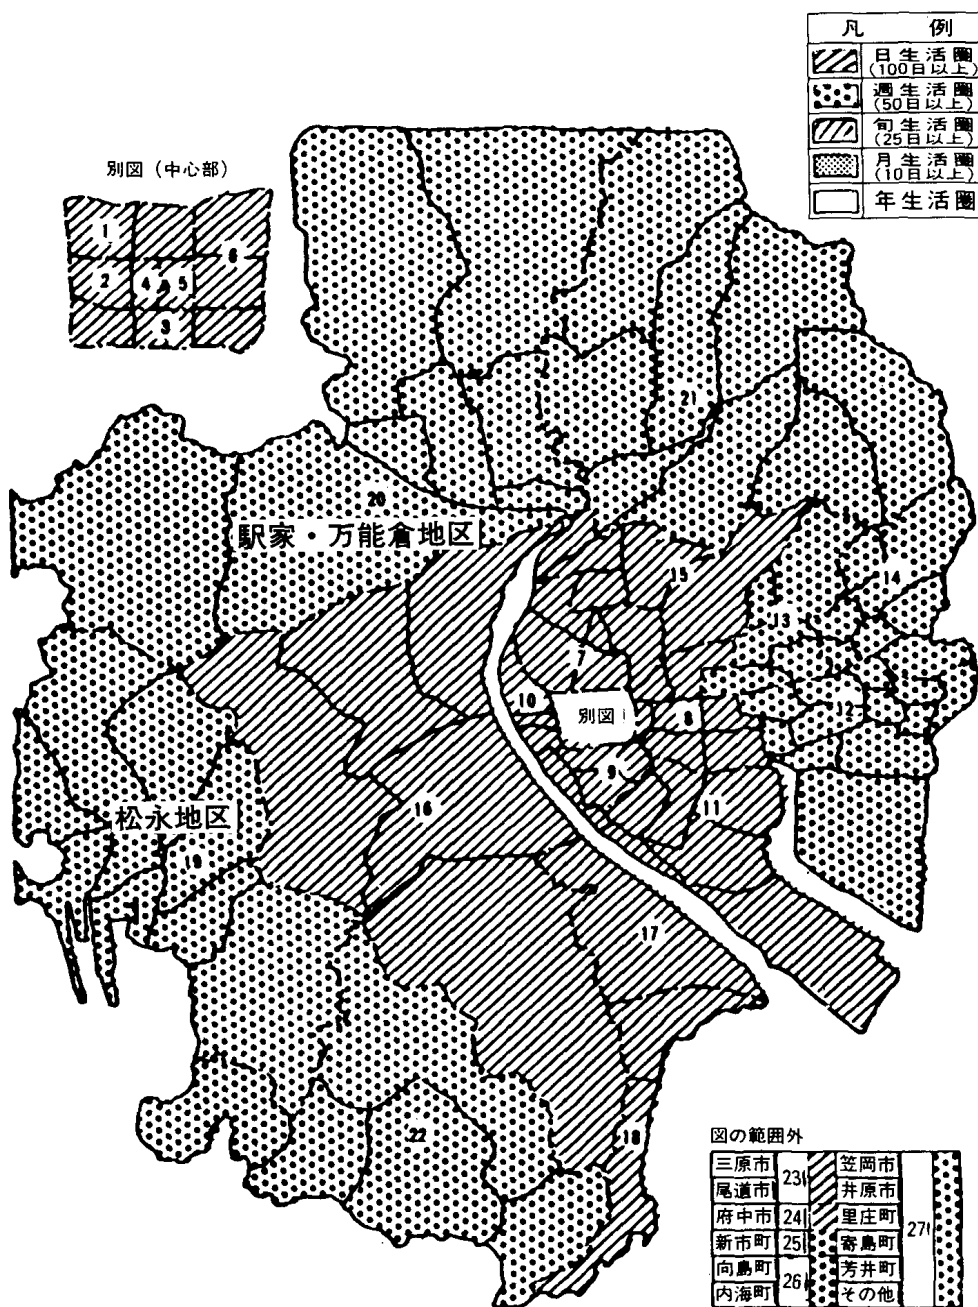 凡 例
日生活圏
(100日以上)
週生活圏
(50日以上)
旬生活圏
(25日以上)
月生活圏
(10日以上)
年生活圏
別図 (中心部)
1
6
2
4
5
3
21
20
駅家・万能倉地区
15
14
13
7
10
別図
8
12
9
11
16
松永地区
19
17
18
22
図の範囲外
三原市 23 笠岡市
尾道市 井原市
府中市 24 里庄町
新市町 25 寄島町 27
向島町 26 芳井町
内海町 その他